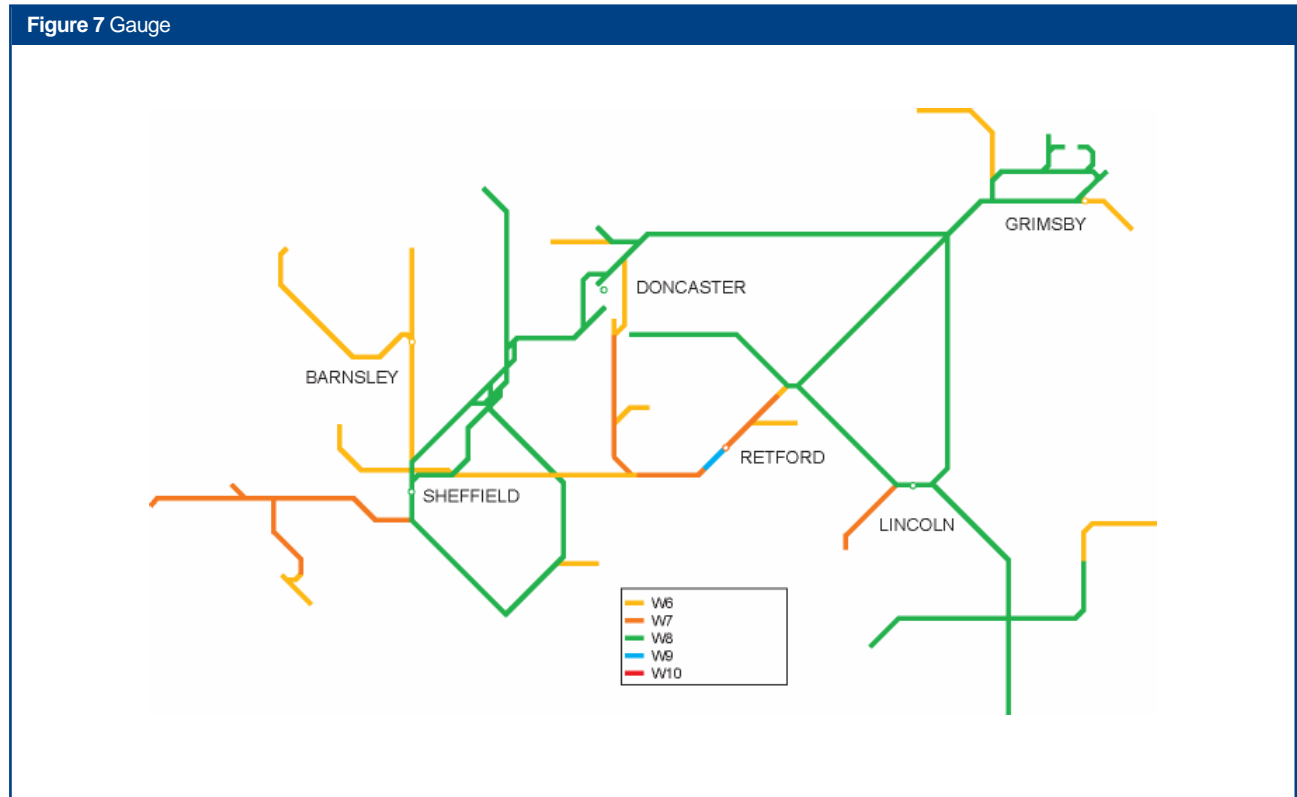 Figure 7 Gauge
GRIMSBY
DONCASTER
BARNSLEY
RETFORD
SHEFFIELD
LINCOLN
W6
W7
W8
W9
W10